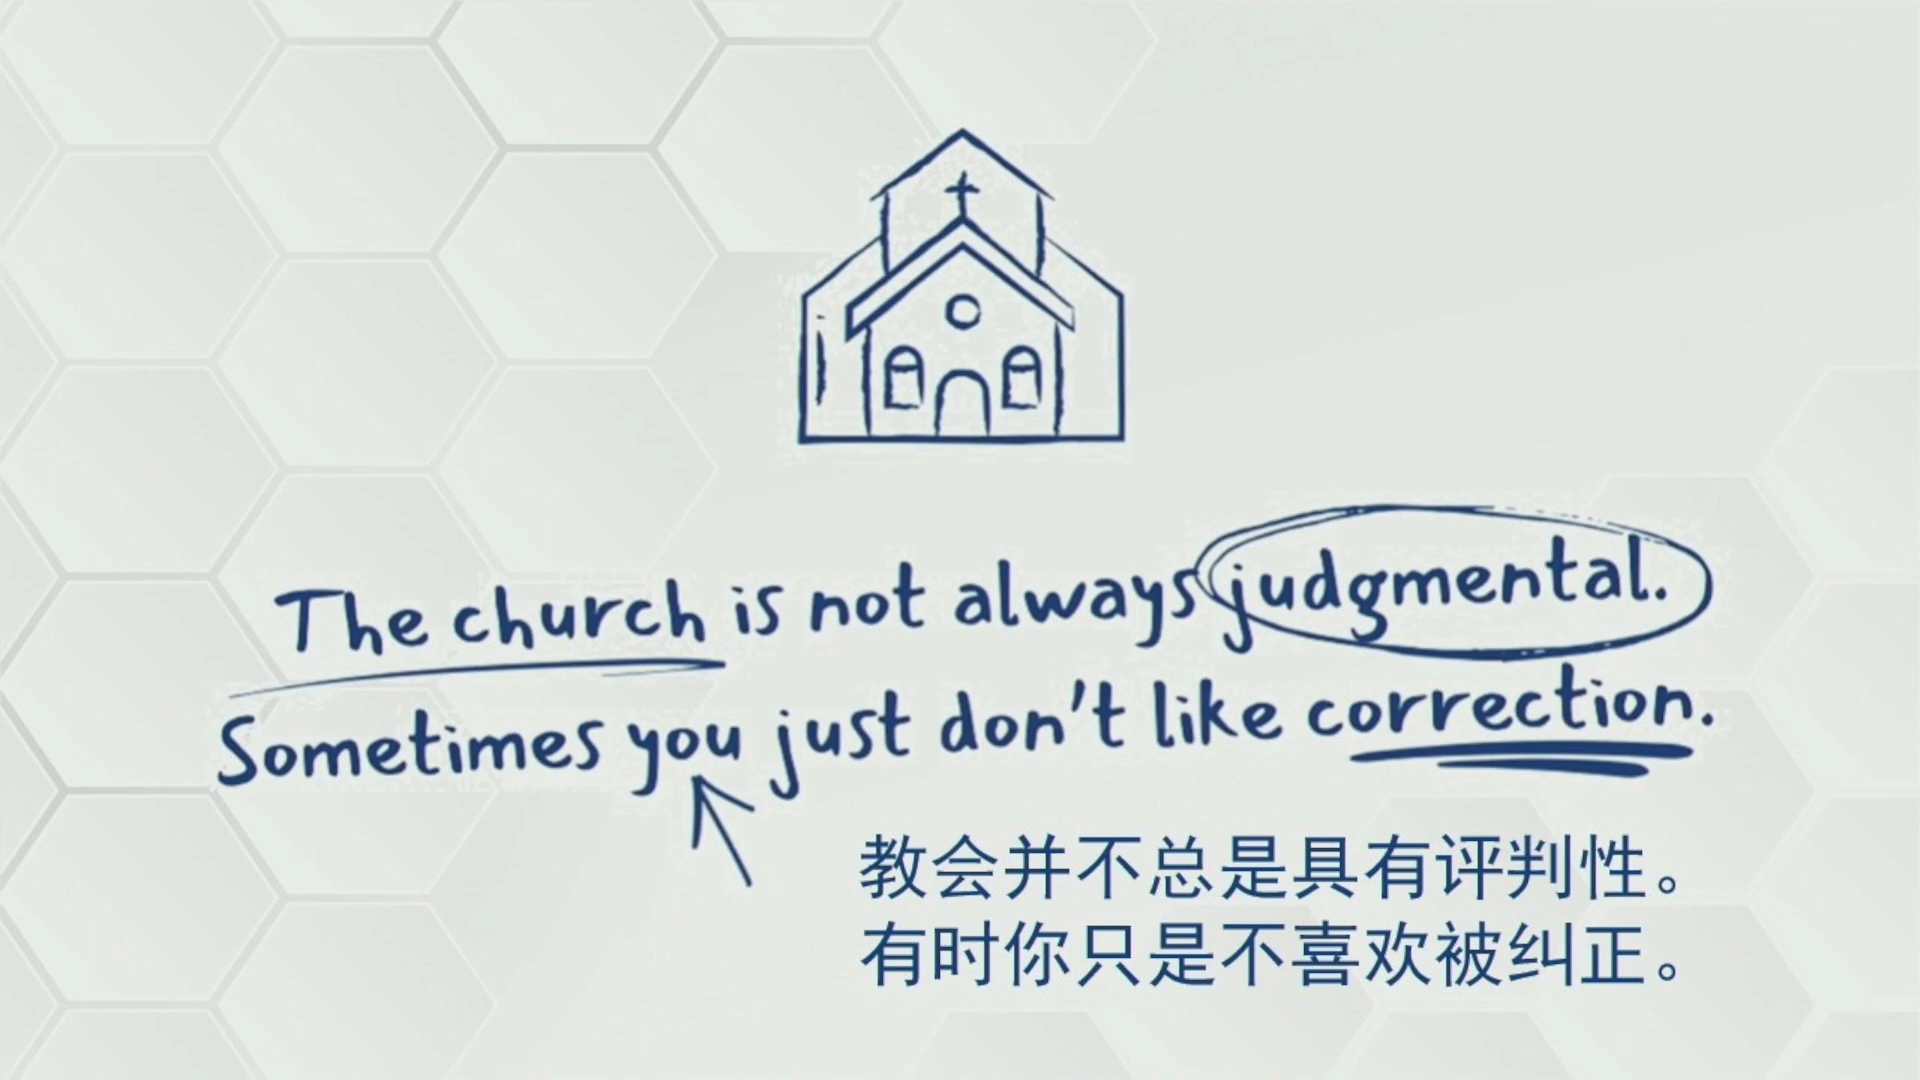 The church is not always judgmental.
Sometimes you just don't like correction.
教会并不总是具有评判性。
有时你只是不喜欢被纠正。